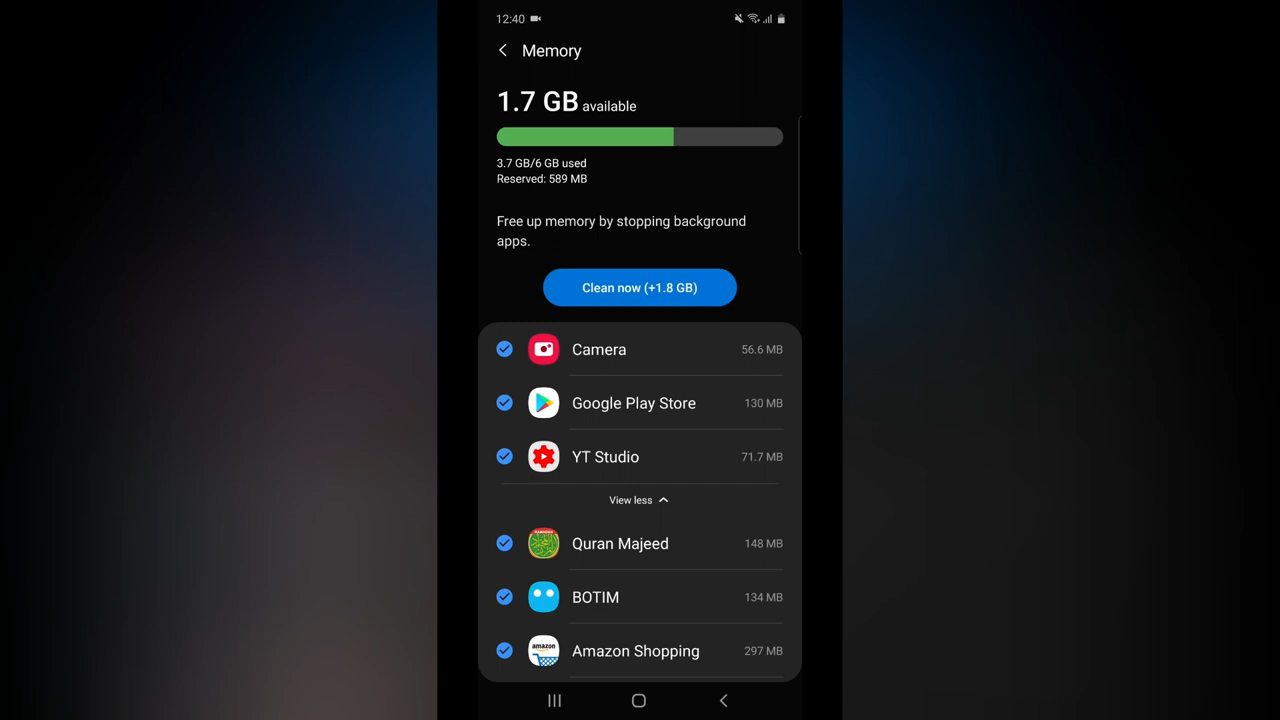 12:40
Memory
1.7 GB available
3.7 GB/6 GB used
Reserved: 589 MB
Free up memory by stopping background
apps.
Clean now (+1.8 GB)
Camera 56.6 MB
Google Play Store 130 MB
YT Studio 71.7 MB
View less
Quran Majeed 148 MB
BOTIM 134 MB
amazon
Amazon Shopping 297 MB